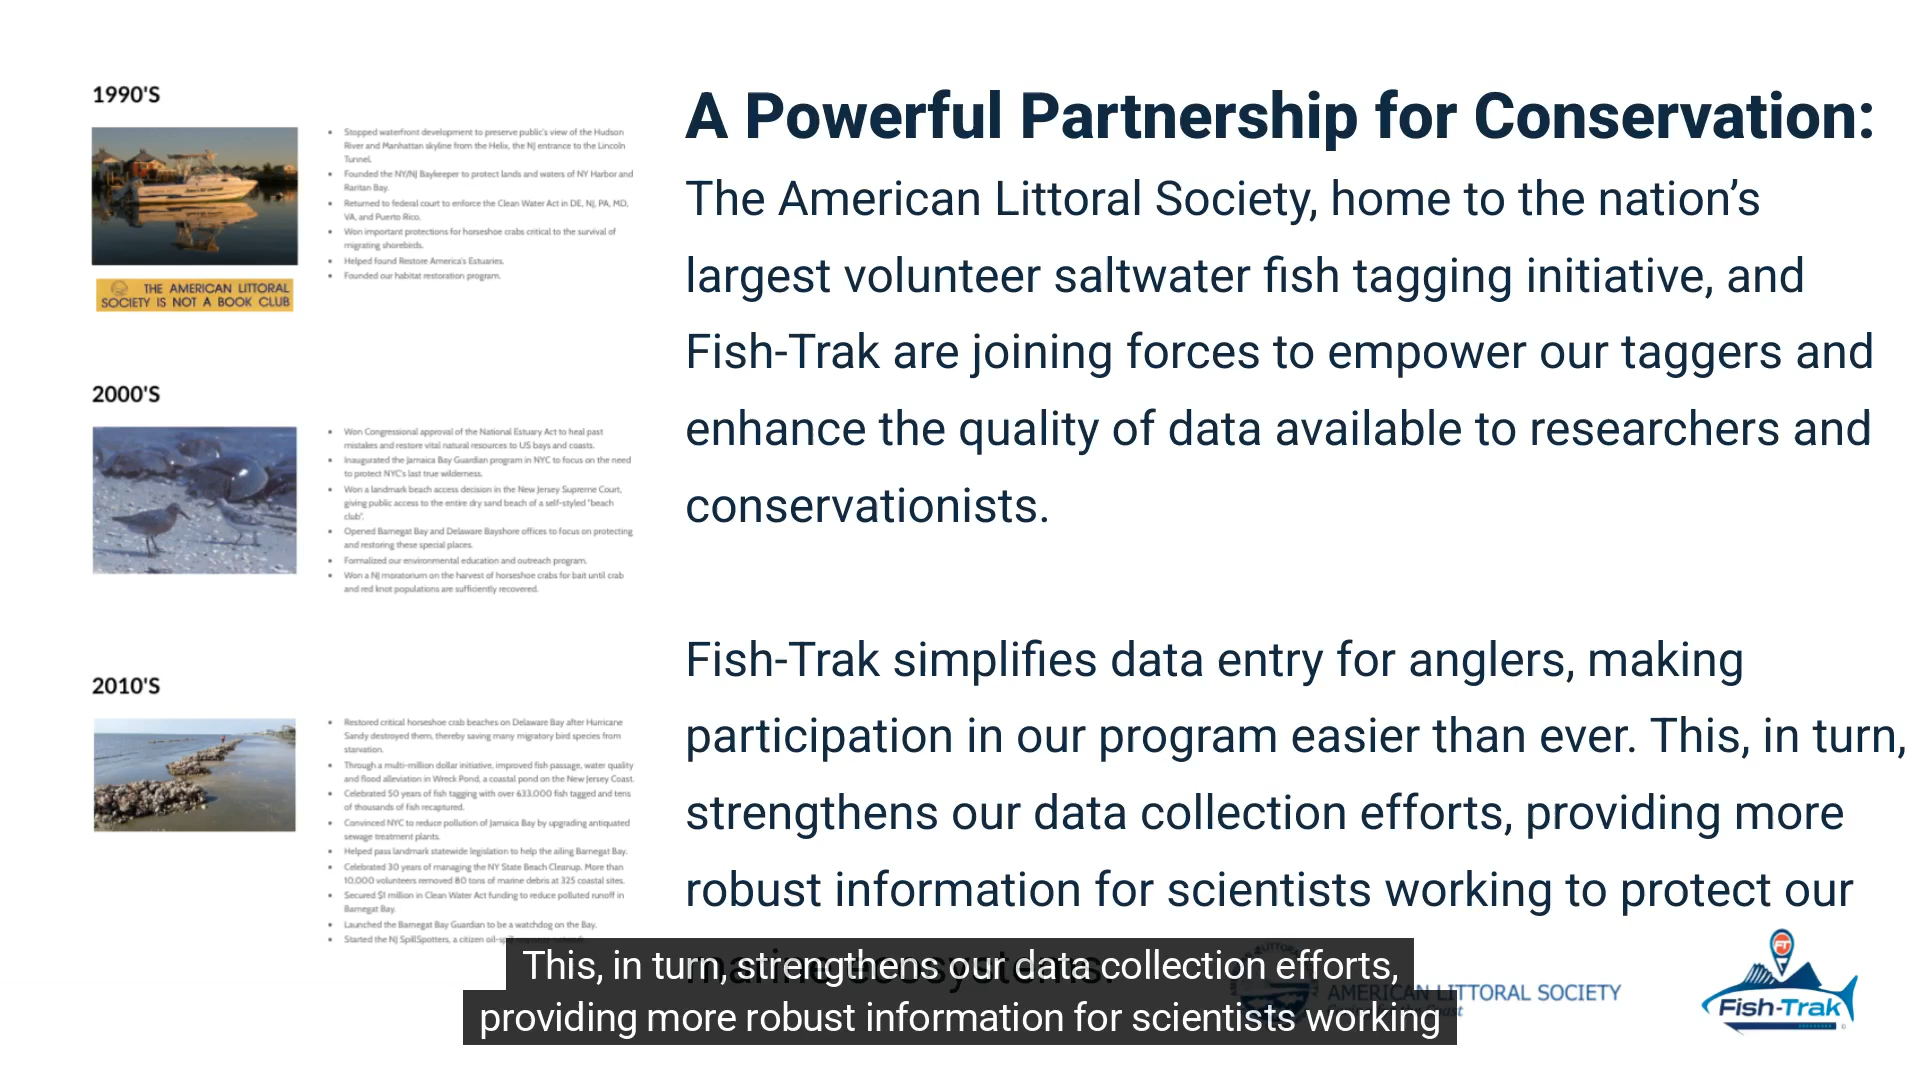 1990'S
THE AMERICAN LITTORAL
SOCIETY IS NOT A BOOK CLUB
Stopped waterfront development to preserve public's view of the Hudson
River and Manhattan skyline from the Helix, the NJ entrance to the Lincoln
Tunnel.
Founded the NY/NJ Baykeeper to protect lands and waters of NY Harbor and
Raritan Bay.
Returned to federal court to enforce the Clean Water Act in DE, NJ, PA, MD,
VA, and Puerto Rico.
Won important protections for horseshoe crabs critical to the survival of
migrating shorebirds.
Helped found Restore America's Estuaries.
Founded our habitat restoration program.
2000'S
Won Congressional approval of the National Estuary Act to heal past
mistakes and restore vital natural resources to US bays and coasts.
Inaugurated the Jamaica Bay Guardian program in NYC to focus on the need
to protect NYC's last true wilderness.
Won a landmark beach access decision in the New Jersey Supreme Court,
giving public access to the entire dry sand beach of a self-styled "beach
club".
Opened Barnegat Bay and Delaware Bayshore offices to focus on protecting
and restoring these special places.
Formalized our environmental education and outreach program.
Won a NJ moratorium on the harvest of horseshoe crabs for bait until crab
and red knot populations are sufficiently recovered.
2010'S
Restored critical horseshoe crab beaches on Delaware Bay after Hurricane
Sandy destroyed them, thereby saving many migratory bird species from
starvation.
Through a multi-million dollar initiative, improved fish passage, water quality
and flood alleviation in Wreck Pond, a coastal pond on the New Jersey Coast.
Celebrated 50 years of fish tagging with over 633,000 fish tagged and tens
of thousands of fish recaptured.
Convinced NYC to reduce pollution of Jamaica Bay by upgrading antiquated
sewage treatment plants.
Helped pass landmark statewide legislation to help the ailing Barnegat Bay.
Celebrated 30 years of managing the NY State Beach Cleanup. More than
10,000 volunteers removed 80 tons of marine debris at 325 coastal sites.
Secured $1 million in Clean Water Act funding to reduce polluted runoff in
Barnegat Bay.
Launched the Barnegat Bay Guardian to be a watchdog on the Bay.
Started the NJ SpillSpotters, a citizen
A Powerful Partnership for Conservation:
The American Littoral Society, home to the nation’s
largest volunteer saltwater fish tagging initiative, and
Fish-Trak are joining forces to empower our taggers and
enhance the quality of data available to researchers and
conservationists.
Fish-Trak simplifies data entry for anglers, making
participation in our program easier than ever. This, in turn,
strengthens our data collection efforts, providing more
robust information for scientists working to protect our
marine ecosystems.
This, in turn, strengthens our data collection efforts,
providing more robust information for scientists working
AMERICAN LITTORAL SOCIETY
FT
Fish-Trak